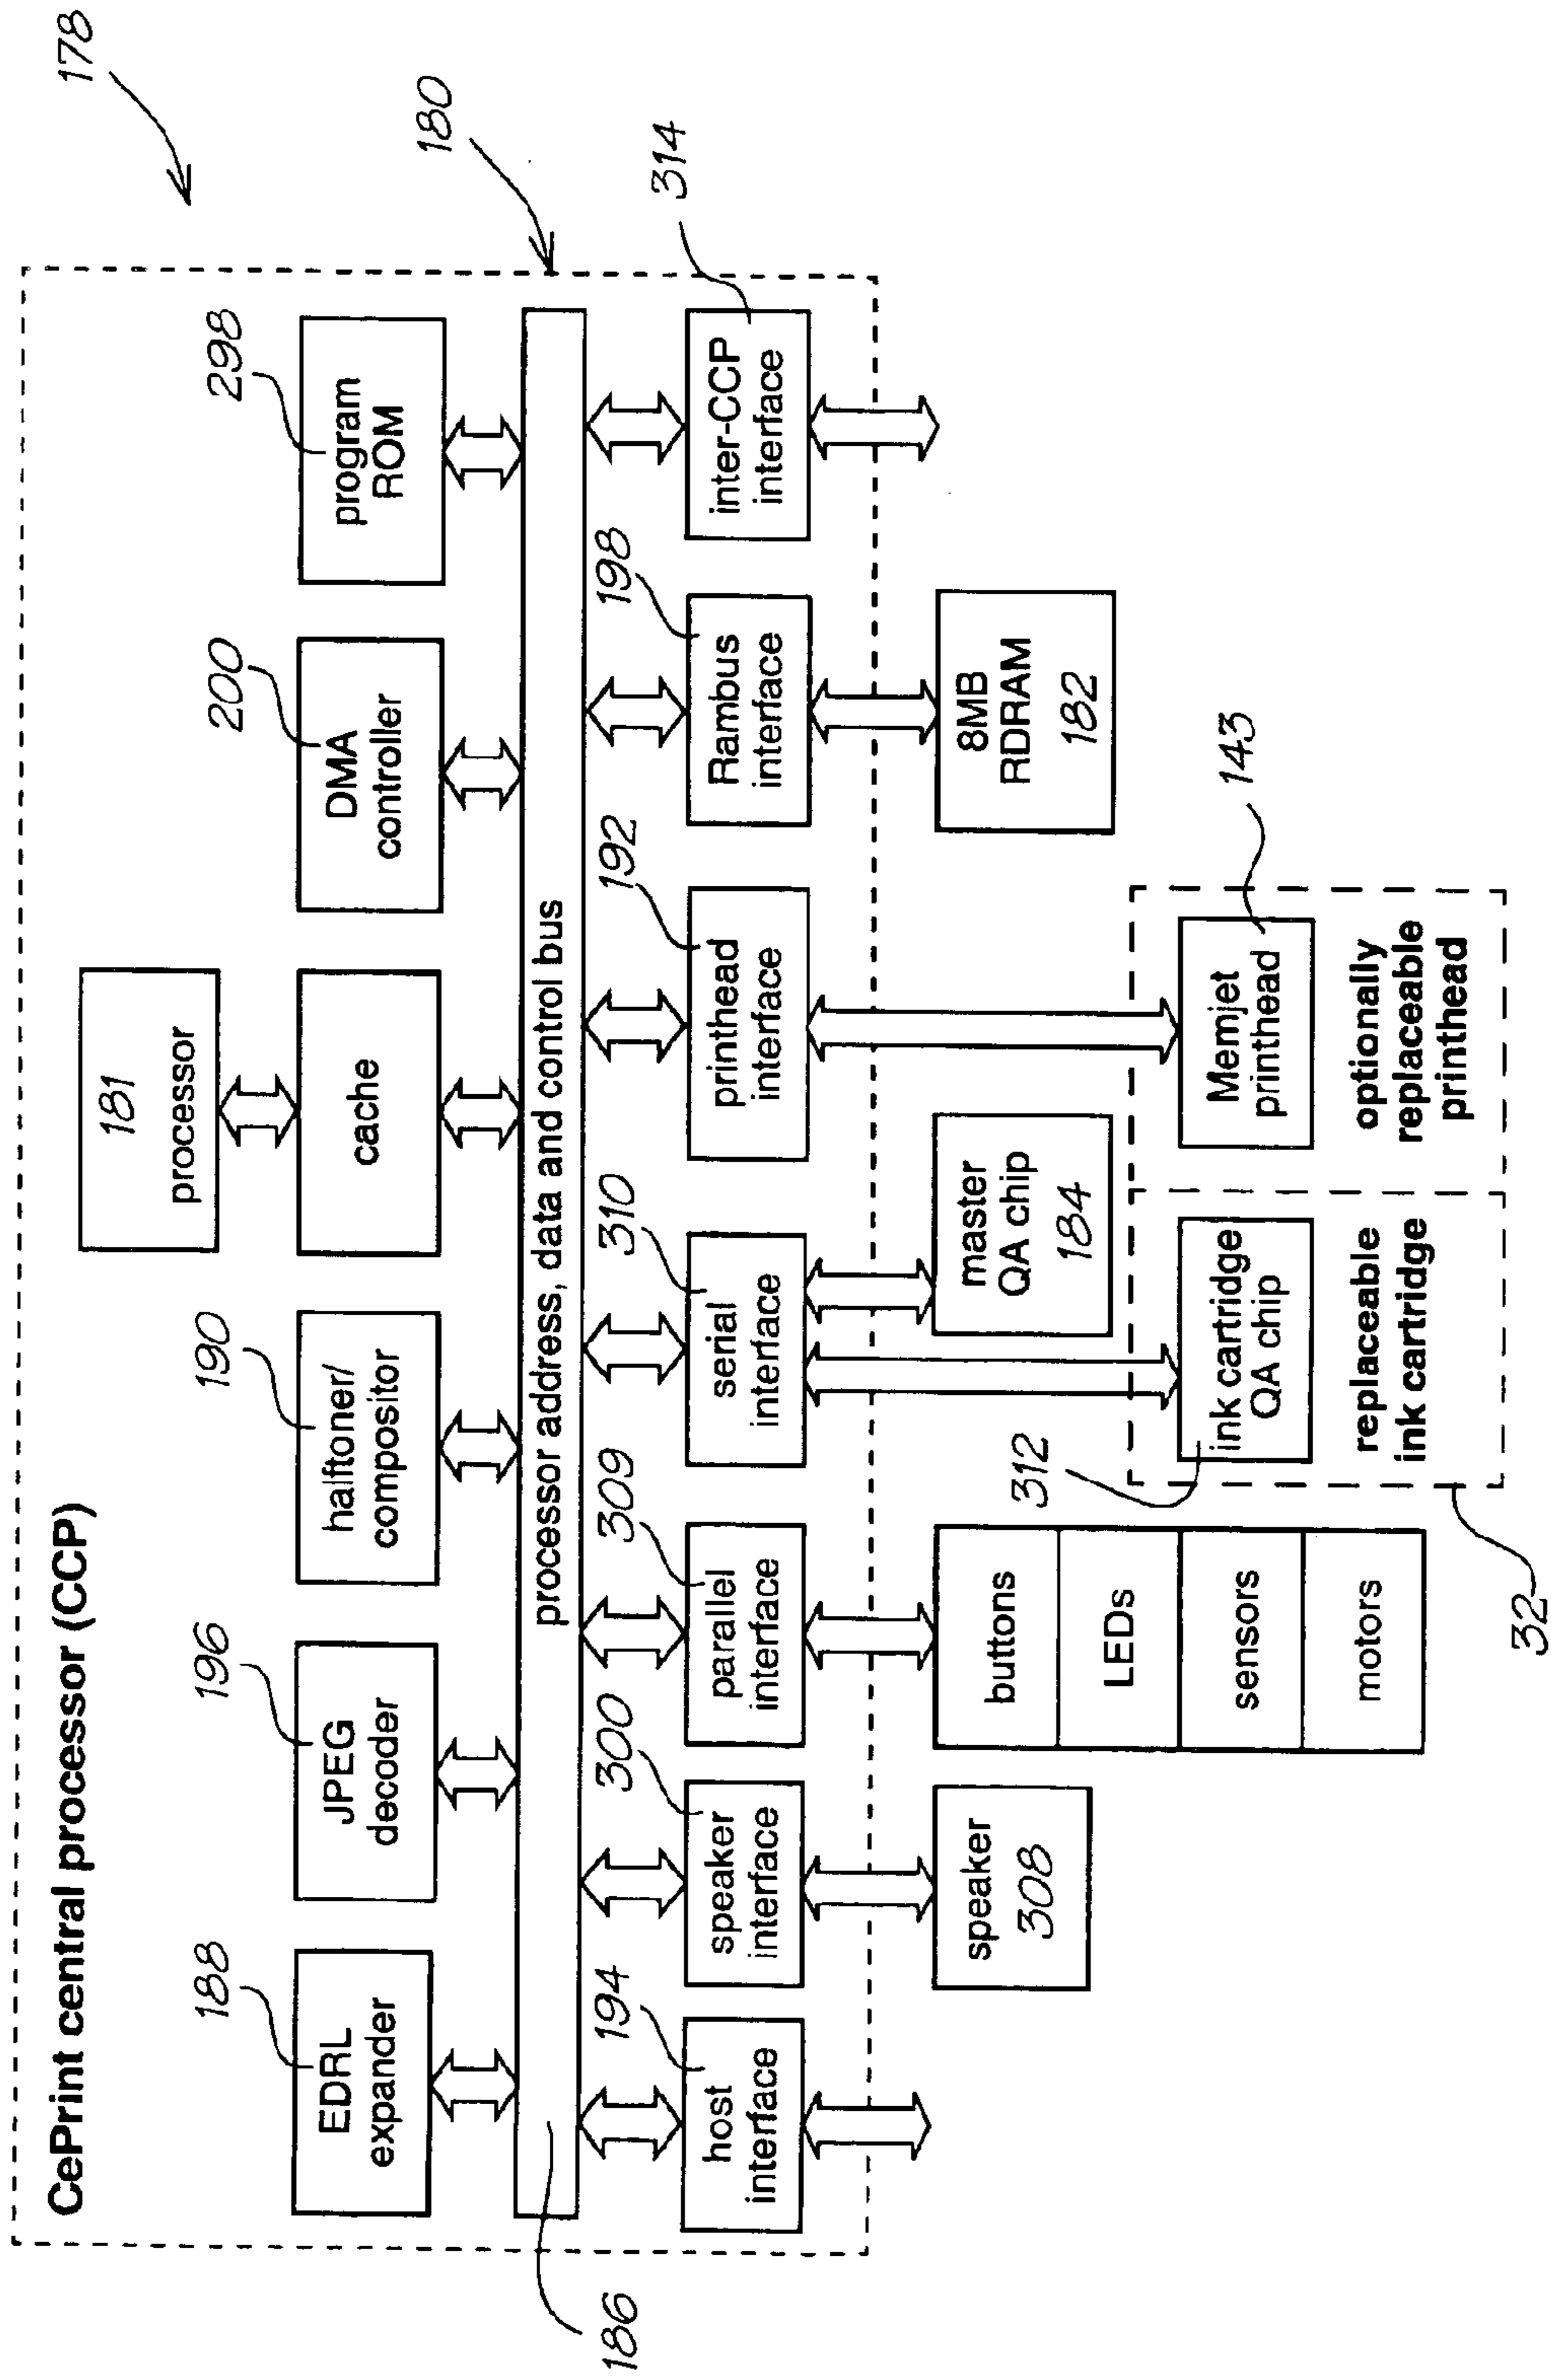 178
CePrint central processor (CCP)
181
processor
188
196
190
200
298
EDRL
expander
JPEG
decoder
halftoner/
compositor
cache
DMA
controller
program
ROM
180
186
processor address, data and control bus
194
300
309
310
192
198
314
host
interface
speaker
interface
parallel
interface
serial
interface
printhead
interface
Rambus
interface
inter-CCP
interface
speaker
308
buttons
LEDs
sensors
motors
master
QA chip
184
8MB
RDRAM
182
312
ink cartridge
QA chip
replaceable
ink cartridge
Memjet
printhead
143
optionally
replaceable
printhead
32